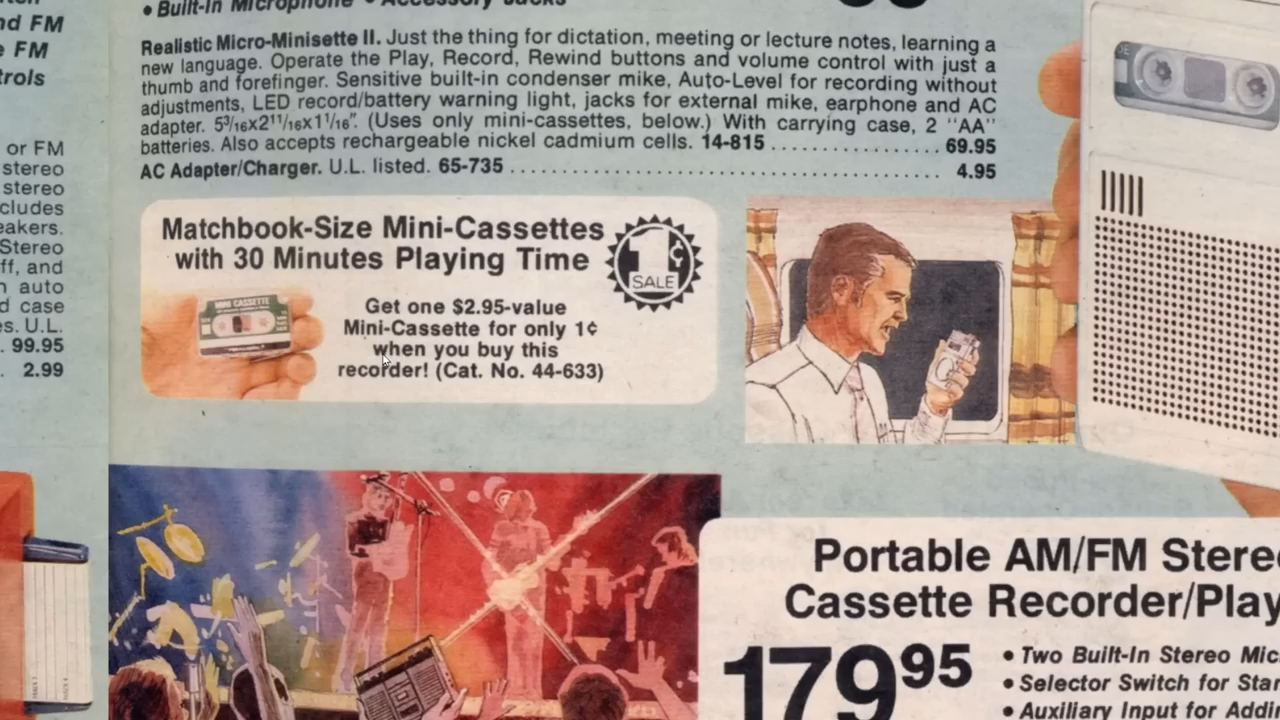 nd FM
e FM
trols
or FM
stereo
stereo
cludes
eakers.
Stereo
ff, and
n auto
d case
es. U.L.
. 99.95
. 2.99
• Built-In Microphone • Accessory Jacks
Realistic Micro-Minisette II. Just the thing for dictation, meeting or lecture notes, learning a
new language. Operate the Play, Record, Rewind buttons and volume control with just a
thumb and forefinger. Sensitive built-in condenser mike, Auto-Level for recording without
adjustments, LED record/battery warning light, jacks for external mike, earphone and AC
adapter. 5³/₁₆x2¹¹/₁₆x1¹/₁₆". (Uses only mini-cassettes, below.) With carrying case, 2 "AA"
batteries. Also accepts rechargeable nickel cadmium cells. 14-815 .................. 69.95
AC Adapter/Charger. U.L. listed. 65-735 ........................................ 4.95
Matchbook-Size Mini-Cassettes
with 30 Minutes Playing Time
1¢
SALE
MINI CASSETTE
Get one $2.95-value
Mini-Cassette for only 1¢
when you buy this
recorder! (Cat. No. 44-633)
Portable AM/FM Stere
Cassette Recorder/Play
179⁹⁵
• Two Built-In Stereo Mic
• Selector Switch for Star
• Auxiliary Input for Addi